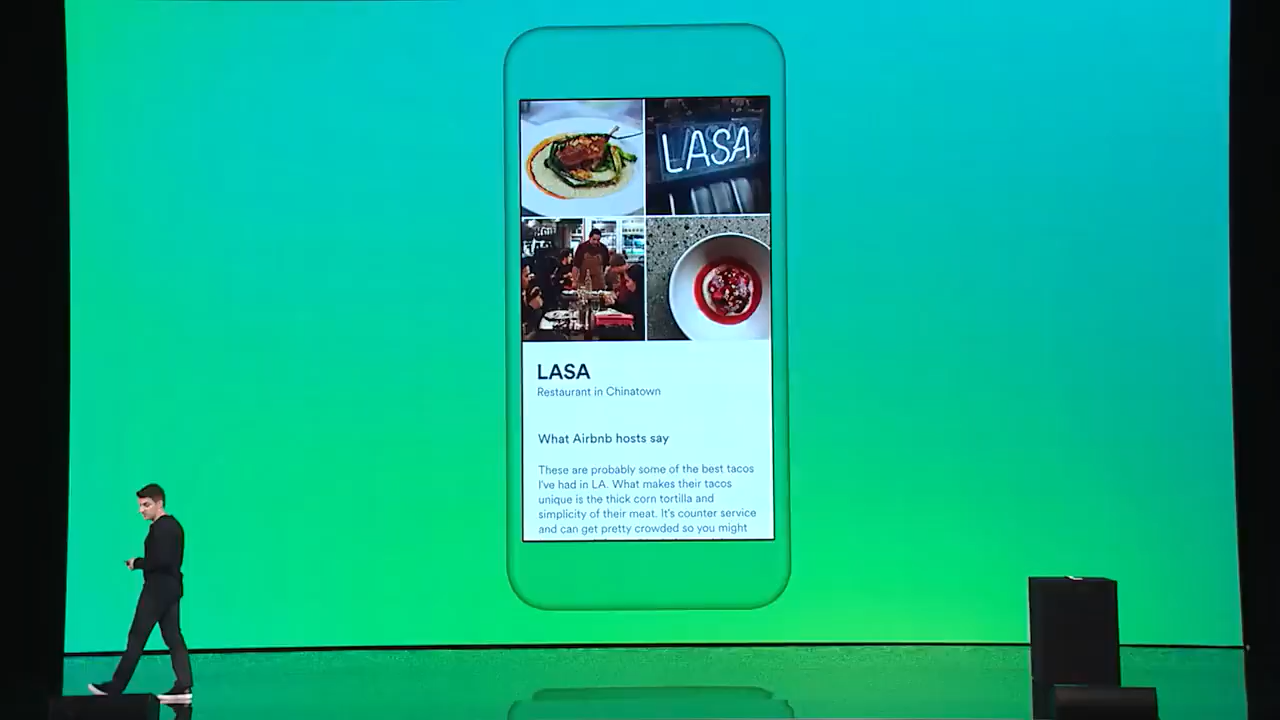 LASA
LASA
Restaurant in Chinatown
What Airbnb hosts say
These are probably some of the best tacos
I've had in LA. What makes their tacos
unique is the thick corn tortilla and
simplicity of their meat. It's counter service
and can get pretty crowded so you might